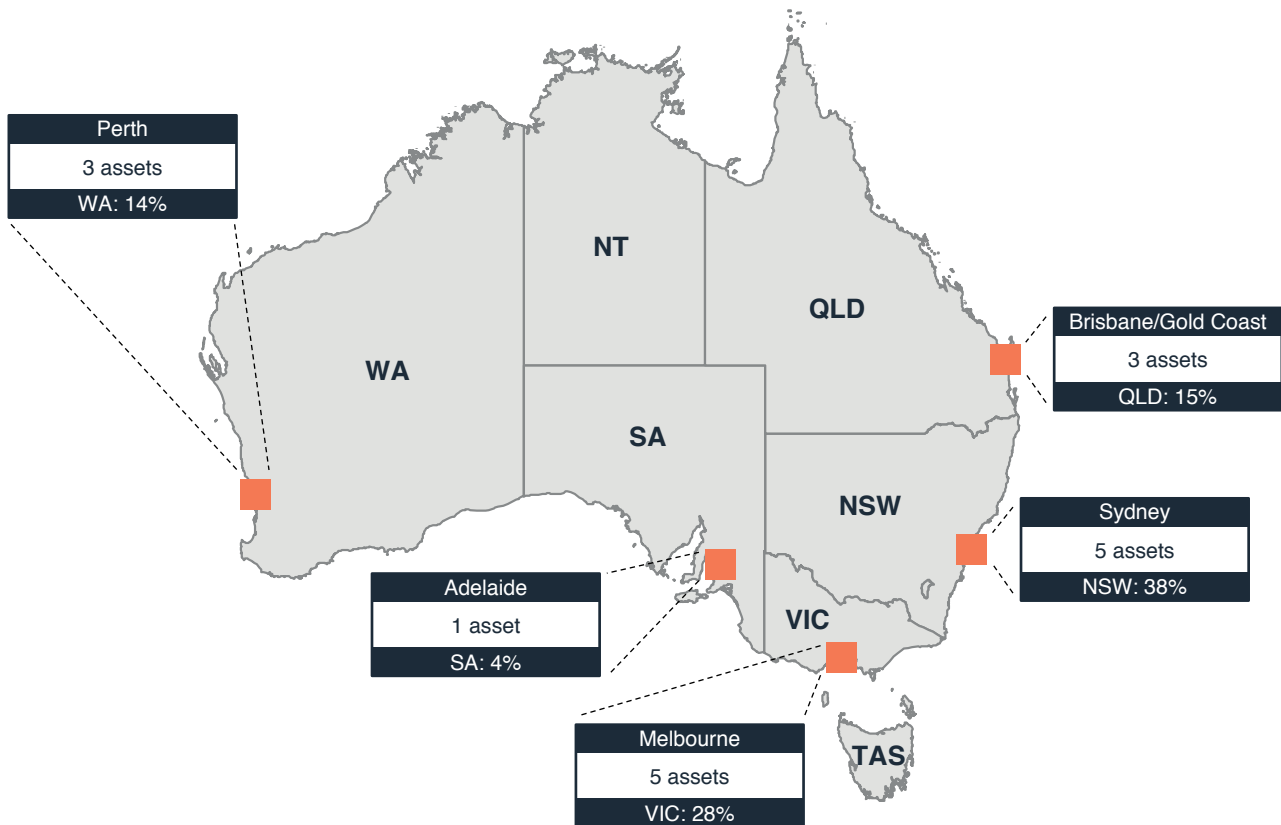 Perth
3 assets
WA: 14%
NT
QLD
Brisbane/Gold Coast
3 assets
QLD: 15%
WA
SA
NSW
Sydney
5 assets
NSW: 38%
Adelaide
1 asset
SA: 4%
VIC
Melbourne
5 assets
VIC: 28%
TAS